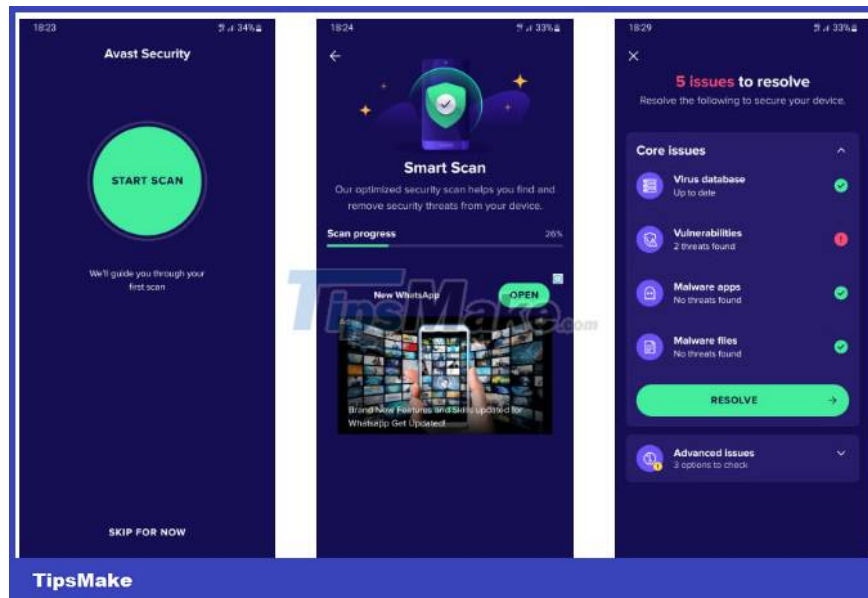 18:23
34%
Avast Security
START SCAN
We'll guide you through your
first scan
SKIP FOR NOW
18:24
33%
Smart Scan
Our optimized security scan helps you find and
remove security threats from your device.
Scan progress
26%
New WhatsApp
OPEN
Brand New Features and Skills updated for
Whatsapp Get Updated!
18:29
33%
5 issues to resolve
Resolve the following to secure your device.
Core issues
Virus database
Up to date
Vulnerabilities
2 threats found
Malware apps
No threats found
Malware files
No threats found
RESOLVE
Advanced issues
3 options to check
TipsMake.com
TipsMake